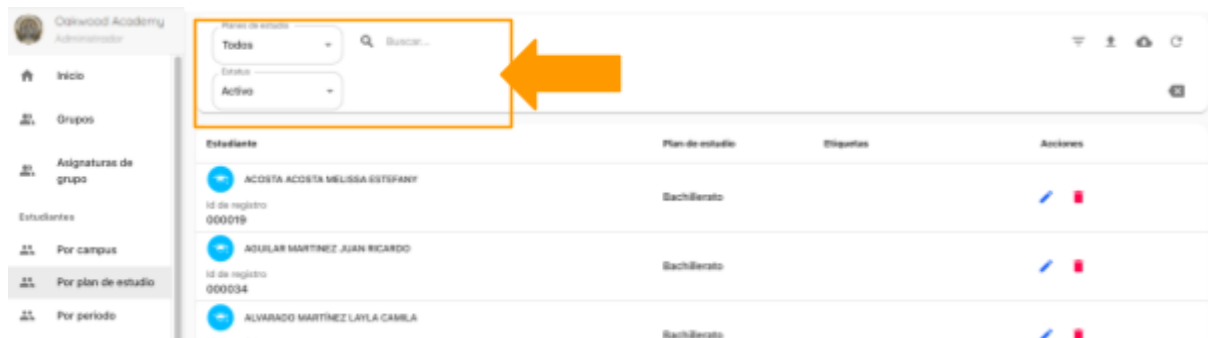 Oakwood Academy
Administrador
Inicio
Grupos
Asignaturas de
grupo
Estudiantes
Por campus
Por plan de estudio
Por periodo
Planes de estudio
Todos
Buscar...
Estatus
Activo
Estudiante Plan de estudio Etiquetas Acciones
ACOSTA ACOSTA MELISSA ESTEFANY
Id de registro
000019
Bachillerato
AGUILAR MARTINEZ JUAN RICARDO
Id de registro
000034
Bachillerato
ALVARADO MARTÍNEZ LAYLA CAMILA
Bachillerato